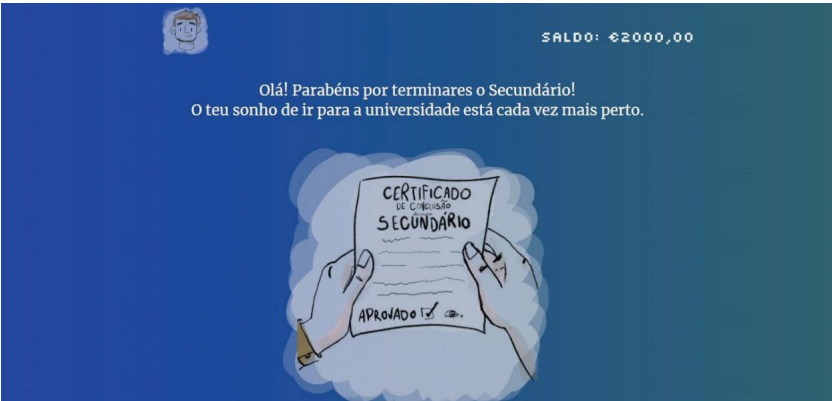 SALDO: €2000,00
Olá! Parabéns por terminares o Secundário!
O teu sonho de ir para a universidade está cada vez mais perto.
CERTIFICADO
DE CONCLUSÃO
SECUNDÁRIO
APROVADO